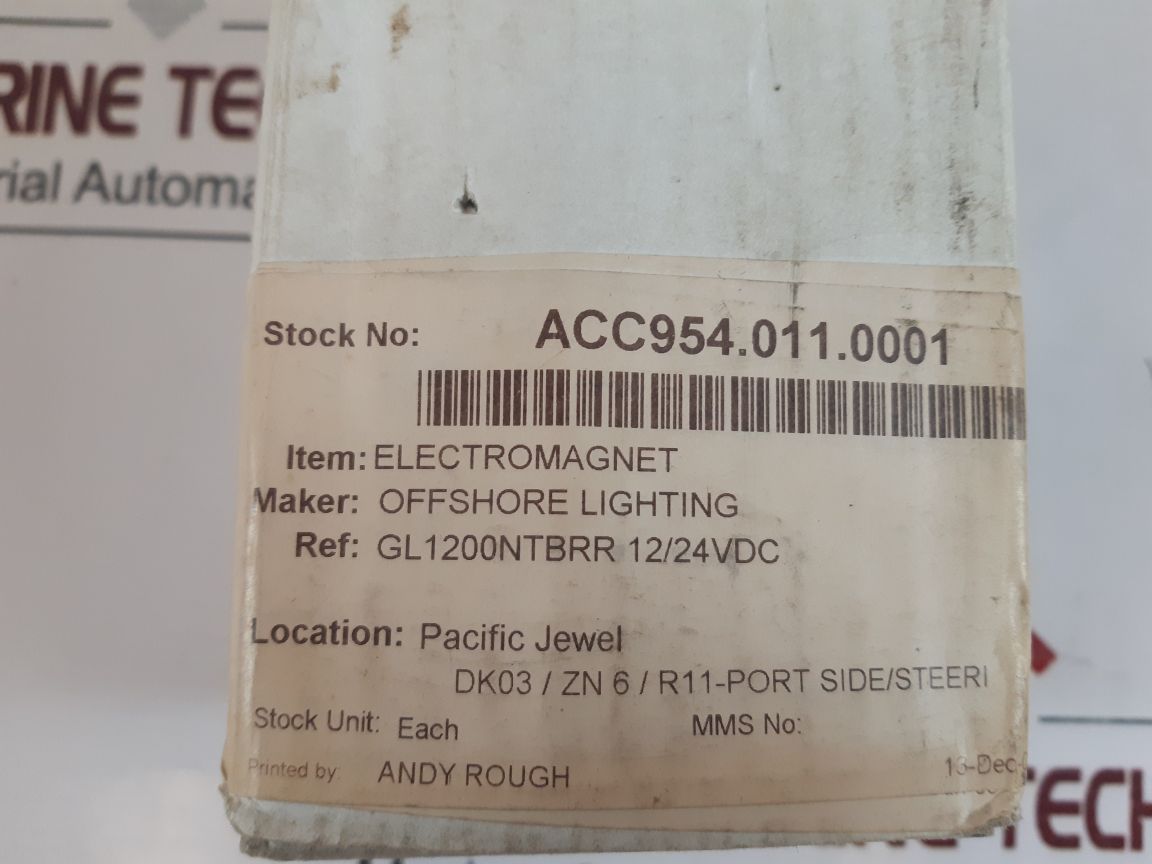 RINE TE
rial Automa
Stock No: ACC954.011.0001
Item: ELECTROMAGNET
Maker: OFFSHORE LIGHTING
Ref: GL1200NTBRR 12/24VDC
Location: Pacific Jewel
DK03 / ZN 6 / R11-PORT SIDE/STEERI
Stock Unit: Each MMS No:
Printed by: ANDY ROUGH 13-Dec-
TECH